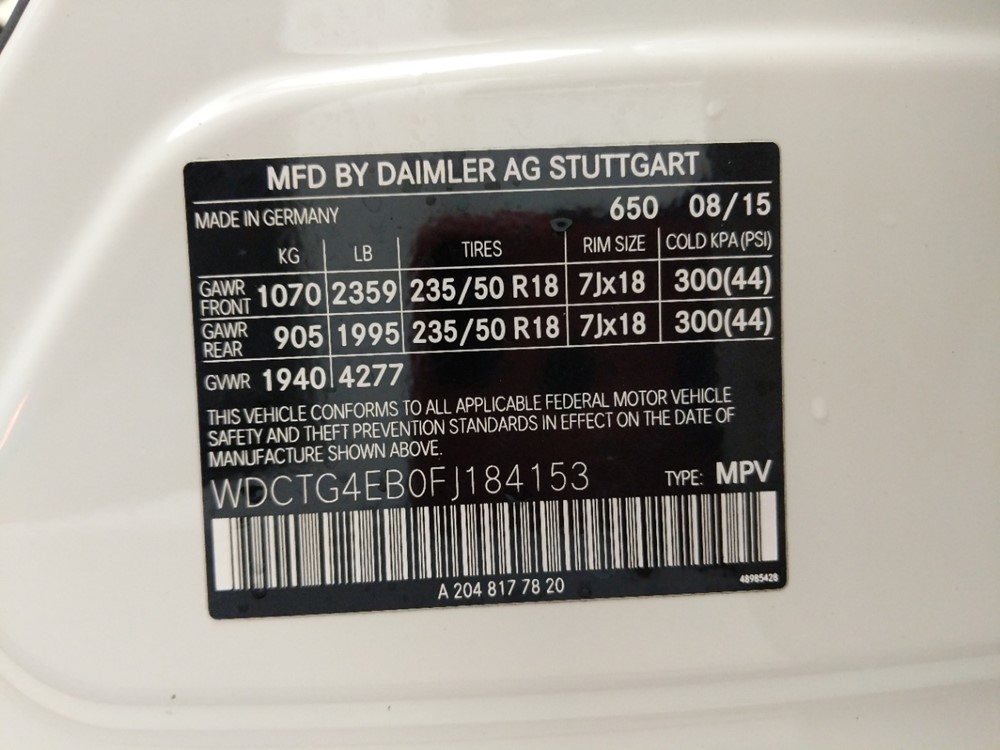 MFD BY DAIMLER AG STUTTGART
MADE IN GERMANY 650 08/15
KG LB TIRES RIM SIZE COLD KPA (PSI)
GAWR FRONT 1070 2359 235/50 R18 7Jx18 300(44)
GAWR REAR 905 1995 235/50 R18 7Jx18 300(44)
GVWR 1940 4277
THIS VEHICLE CONFORMS TO ALL APPLICABLE FEDERAL MOTOR VEHICLE
SAFETY AND THEFT PREVENTION STANDARDS IN EFFECT ON THE DATE OF
MANUFACTURE SHOWN ABOVE.
WDCTG4EB0FJ184153 TYPE: MPV
A 204 817 78 20 48985428